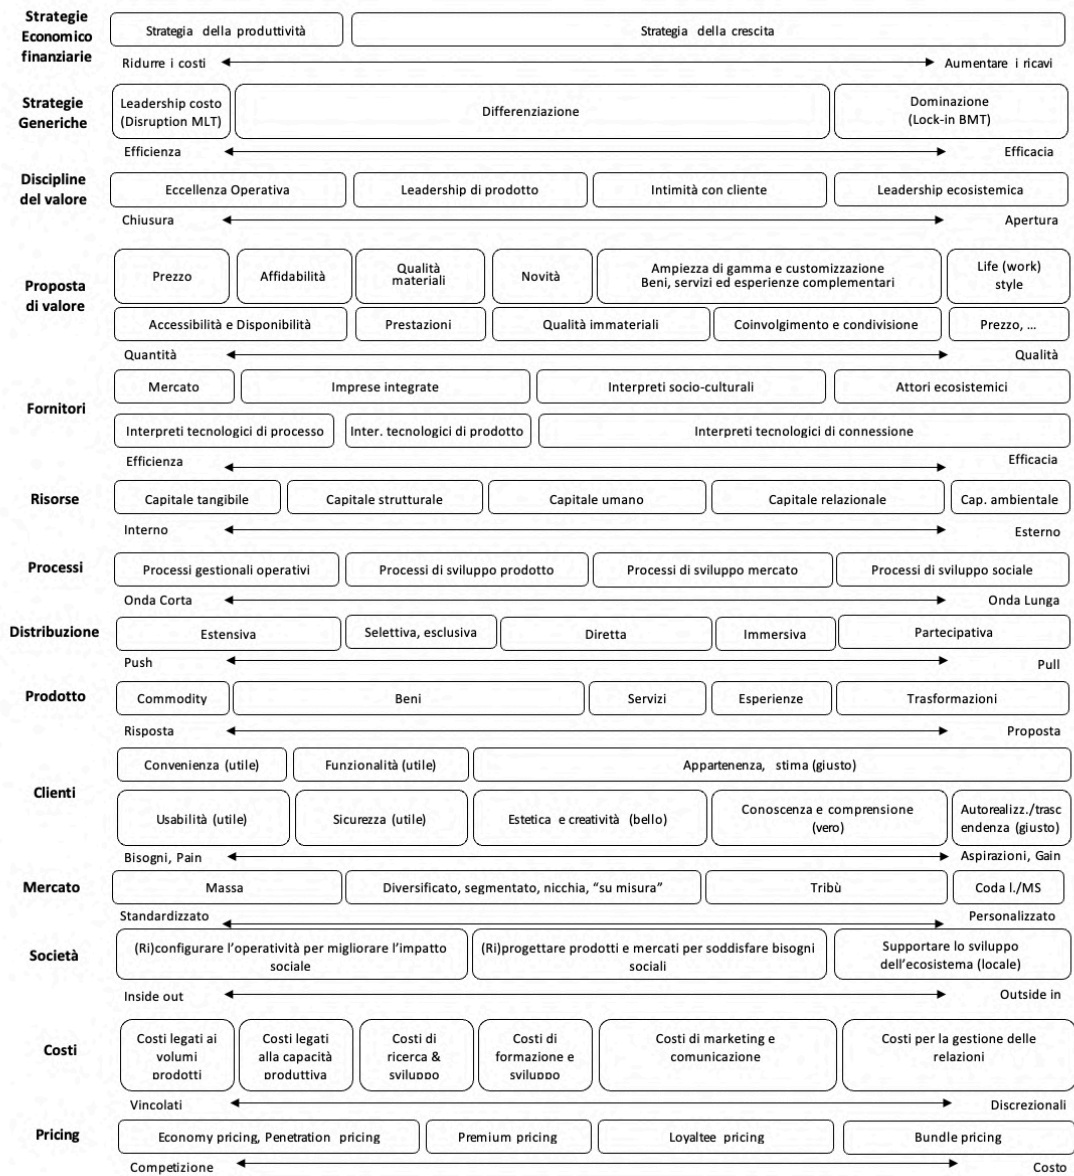 Strategie
Economico
finanziarie
Strategia della produttività
Strategia della crescita
Ridurre i costi
Aumentare i ricavi
Strategie
Generiche
Leadership costo
(Disruption MLT)
Differenziazione
Dominazione
(Lock-in BMT)
Efficienza
Efficacia
Discipline
del valore
Eccellenza Operativa
Leadership di prodotto
Intimità con cliente
Leadership ecosistemica
Chiusura
Apertura
Proposta
di valore
Prezzo
Affidabilità
Qualità
materiali
Novità
Ampiezza di gamma e customizzazione
Beni, servizi ed esperienze complementari
Life (work)
style
Accessibilità e Disponibilità
Prestazioni
Qualità immateriali
Coinvolgimento e condivisione
Prezzo, ...
Quantità
Qualità
Fornitori
Mercato
Imprese integrate
Interpreti socio-culturali
Attori ecosistemici
Interpreti tecnologici di processo
Inter. tecnologici di prodotto
Interpreti tecnologici di connessione
Efficienza
Efficacia
Risorse
Capitale tangibile
Capitale strutturale
Capitale umano
Capitale relazionale
Cap. ambientale
Interno
Esterno
Processi
Processi gestionali operativi
Processi di sviluppo prodotto
Processi di sviluppo mercato
Processi di sviluppo sociale
Onda Corta
Onda Lunga
Distribuzione
Estensiva
Selettiva, esclusiva
Diretta
Immersiva
Partecipativa
Push
Pull
Prodotto
Commodity
Beni
Servizi
Esperienze
Trasformazioni
Risposta
Proposta
Clienti
Convenienza (utile)
Funzionalità (utile)
Appartenenza, stima (giusto)
Usabilità (utile)
Sicurezza (utile)
Estetica e creatività (bello)
Conoscenza e comprensione
(vero)
Autorealizz./trasc
endenza (giusto)
Bisogni, Pain
Aspirazioni, Gain
Mercato
Massa
Diversificato, segmentato, nicchia, “su misura”
Tribù
Coda l./MS
Standardizzato
Personalizzato
Società
(Ri)configurare l’operatività per migliorare l’impatto
sociale
(Ri)progettare prodotti e mercati per soddisfare bisogni
sociali
Supportare lo sviluppo
dell’ecosistema (locale)
Inside out
Outside in
Costi
Costi legati ai
volumi
prodotti
Costi legati
alla capacità
produttiva
Costi di
ricerca &
sviluppo
Costi di
formazione e
sviluppo
Costi di marketing e
comunicazione
Costi per la gestione delle
relazioni
Vincolati
Discrezionali
Pricing
Economy pricing, Penetration pricing
Premium pricing
Loyaltee pricing
Bundle pricing
Competizione
Costo